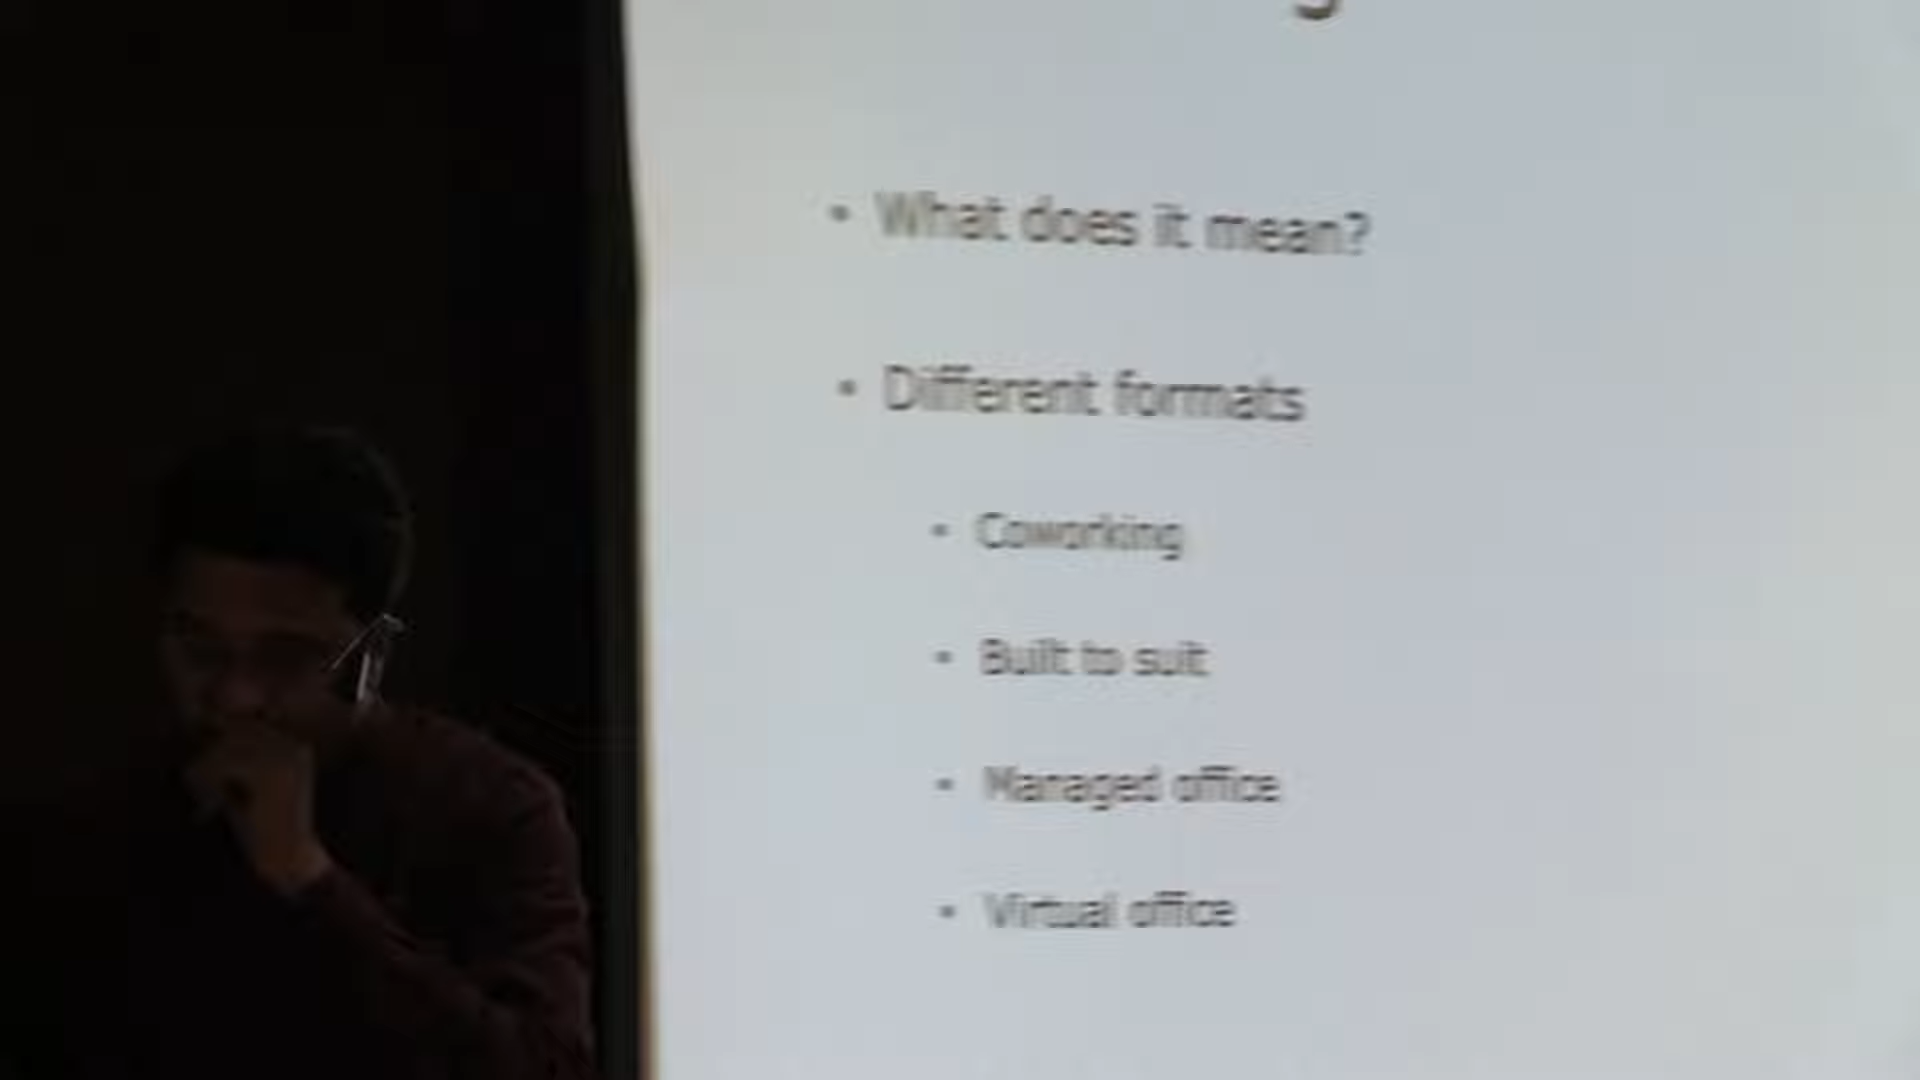 • What does it mean?
• Different formats
• Coworking
• Built to suit
• Managed office
• Virtual office